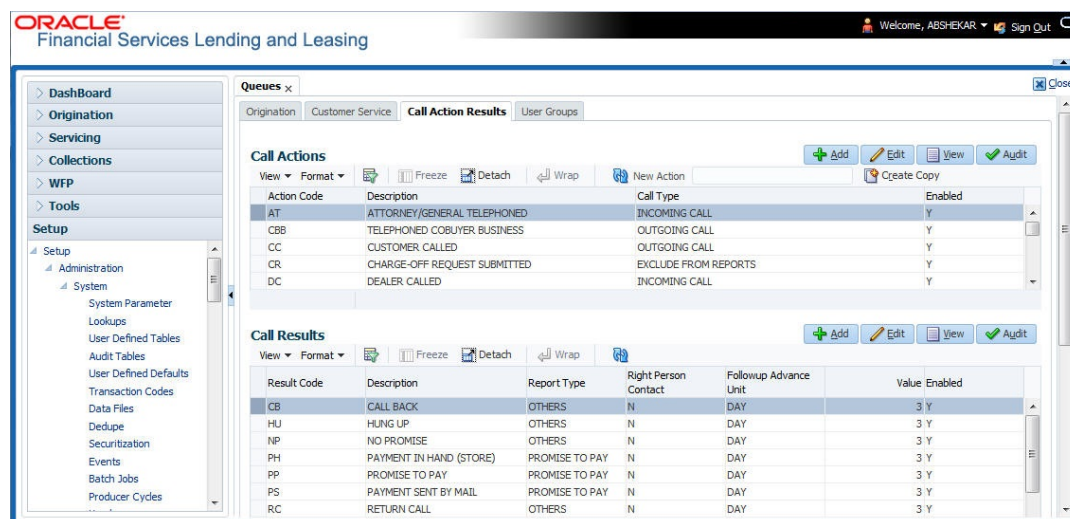 ORACLE
Financial Services Lending and Leasing
Welcome, ABSHEKAR
Sign Out
DashBoard
Origination
Servicing
Collections
WFP
Tools
Setup
Setup
Administration
System
System Parameter
Lookups
User Defined Tables
Audit Tables
User Defined Defaults
Transaction Codes
Data Files
Dedupe
Securitization
Events
Batch Jobs
Producer Cycles
Queues x
Close
Origination Customer Service Call Action Results User Groups
Call Actions
Add Edit View Audit
View Format Freeze Detach Wrap New Action Create Copy
Action Code Description Call Type Enabled
AT ATTORNEY/GENERAL TELEPHONED INCOMING CALL Y
CBB TELEPHONED COBUYER BUSINESS OUTGOING CALL Y
CC CUSTOMER CALLED OUTGOING CALL Y
CR CHARGE-OFF REQUEST SUBMITTED EXCLUDE FROM REPORTS Y
DC DEALER CALLED INCOMING CALL Y
Call Results
Add Edit View Audit
View Format Freeze Detach Wrap
Result Code Description Report Type Right Person Contact Followup Advance Unit Value Enabled
CB CALL BACK OTHERS N DAY 3 Y
HU HUNG UP OTHERS N DAY 3 Y
NP NO PROMISE OTHERS N DAY 3 Y
PH PAYMENT IN HAND (STORE) PROMISE TO PAY N DAY 3 Y
PP PROMISE TO PAY PROMISE TO PAY N DAY 3 Y
PS PAYMENT SENT BY MAIL PROMISE TO PAY N DAY 3 Y
RC RETURN CALL OTHERS N DAY 3 Y